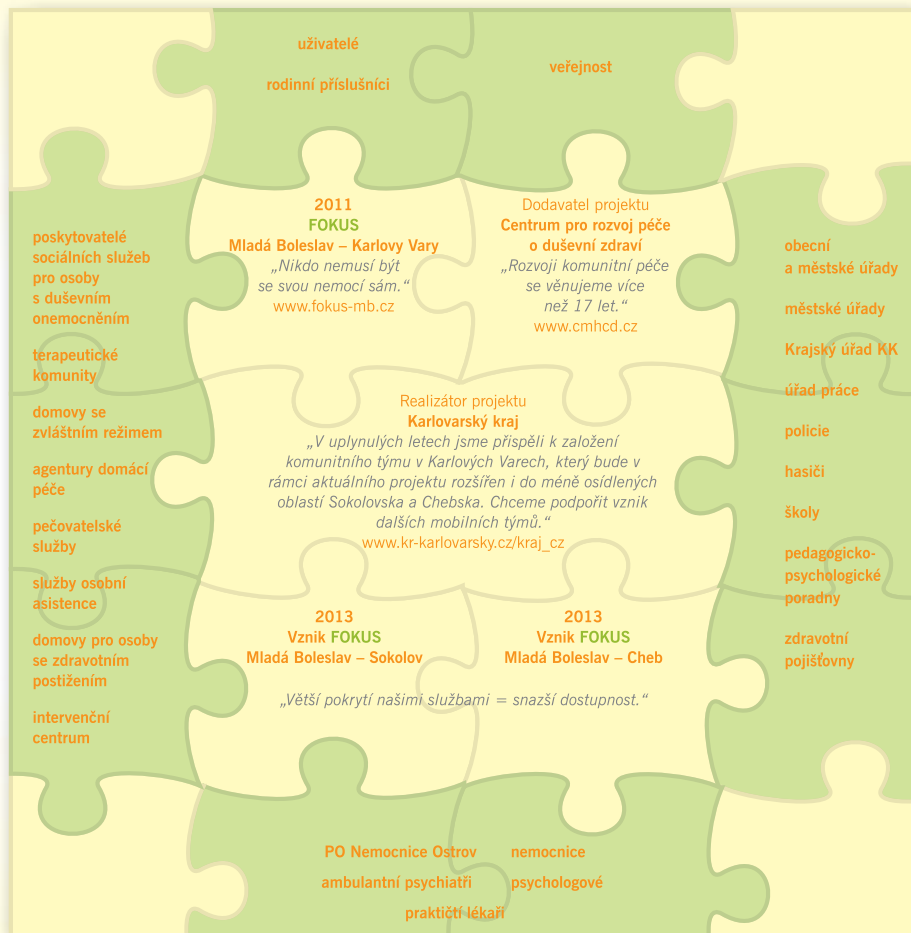 uživatelé
rodinní příslušníci
veřejnost
2011
FOKUS
Mladá Boleslav – Karlovy Vary
„Nikdo nemusí být
se svou nemocí sám.“
www.fokus-mb.cz
Dodavatel projektu
Centrum pro rozvoj péče
o duševní zdraví
„Rozvoji komunitní péče
se věnujeme více
než 17 let.“
www.cmhcd.cz
poskytovatelé
sociálních služeb
pro osoby
s duševním
onemocněním
terapeutické
komunity
domovy se
zvláštním režimem
agentury domácí
péče
pečovatelské
služby
služby osobní
asistence
domovy pro osoby
se zdravotním
postižením
intervenční
centrum
Realizátor projektu
Karlovarský kraj
„V uplynulých letech jsme přispěli k založení
komunitního týmu v Karlových Varech, který bude v
rámci aktuálního projektu rozšířen i do méně osídlených
oblastí Sokolovska a Chebska. Chceme podpořit vznik
dalších mobilních týmů.“
www.kr-karlovarsky.cz/kraj_cz
obecní
a městské úřady
městské úřady
Krajský úřad KK
úřad práce
policie
hasiči
školy
pedagogicko-
psychologické
poradny
zdravotní
pojišťovny
2013
Vznik FOKUS
Mladá Boleslav – Sokolov
2013
Vznik FOKUS
Mladá Boleslav – Cheb
„Větší pokrytí našimi službami = snazší dostupnost.“
PO Nemocnice Ostrov
nemocnice
ambulantní psychiatři
psychologové
praktičtí lékaři